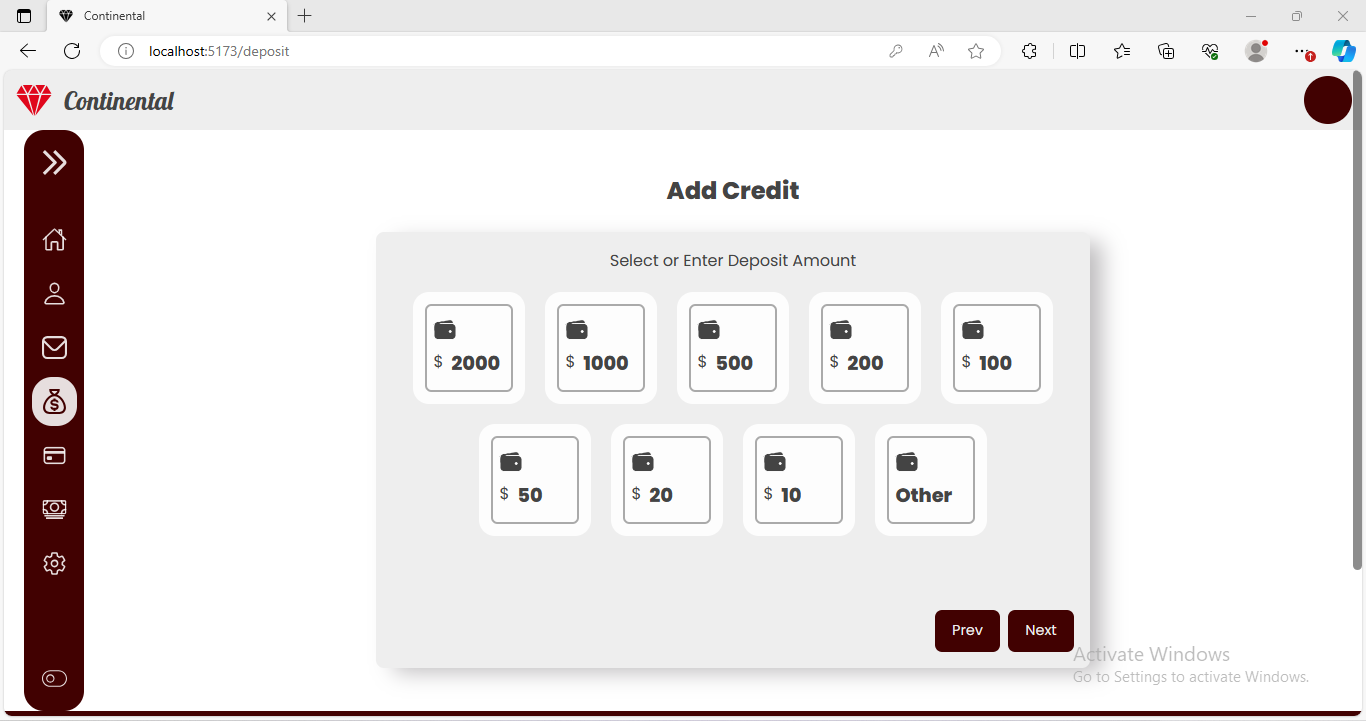 Continental
localhost:5173/deposit
Continental
Add Credit
Select or Enter Deposit Amount
$ 2000
$ 1000
$ 500
$ 200
$ 100
$ 50
$ 20
$ 10
Other
Prev
Next
Activate Windows
Go to Settings to activate Windows.